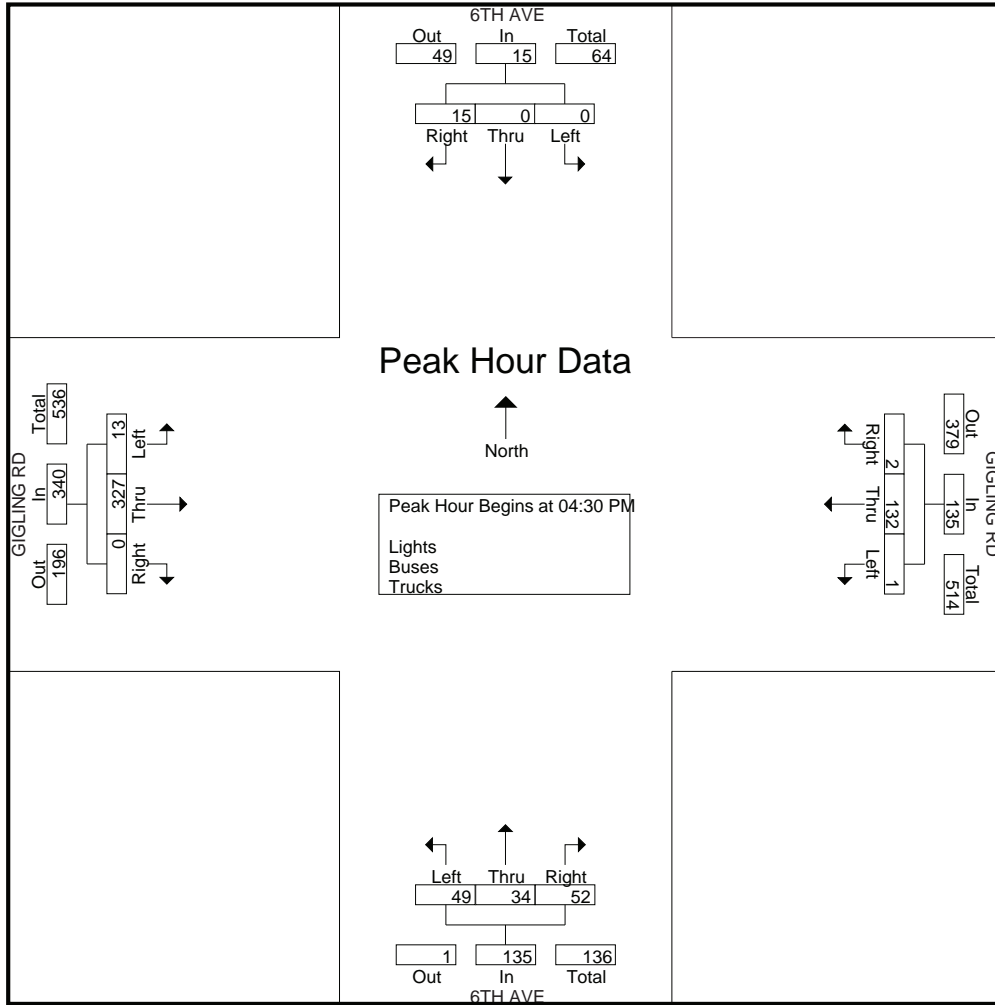 6TH AVE
Out In Total
49 15 64
15 0 0
Right Thru Left
Peak Hour Data
North
Peak Hour Begins at 04:30 PM
Lights
Buses
Trucks
GIGLING RD
Total In Out
536 340 196
13 327 0
Left Thru Right
GIGLING RD
Out In Total
379 135 514
2 132 1
Right Thru Left
Left Thru Right
49 34 52
1 135 136
Out In Total
6TH AVE